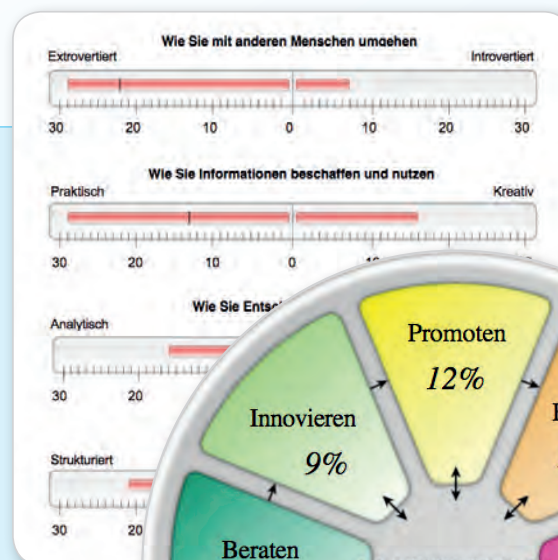 Wie Sie mit anderen Menschen umgehen
Extrovertiert Introvertiert
30 20 10 0 10 20 30
Wie Sie Informationen beschaffen und nutzen
Praktisch Kreativ
30 20 10 0
Wie Sie
Analytisch
30 20
Strukturiert
30 20
Promoten
12%
Innovieren
9%
Beraten